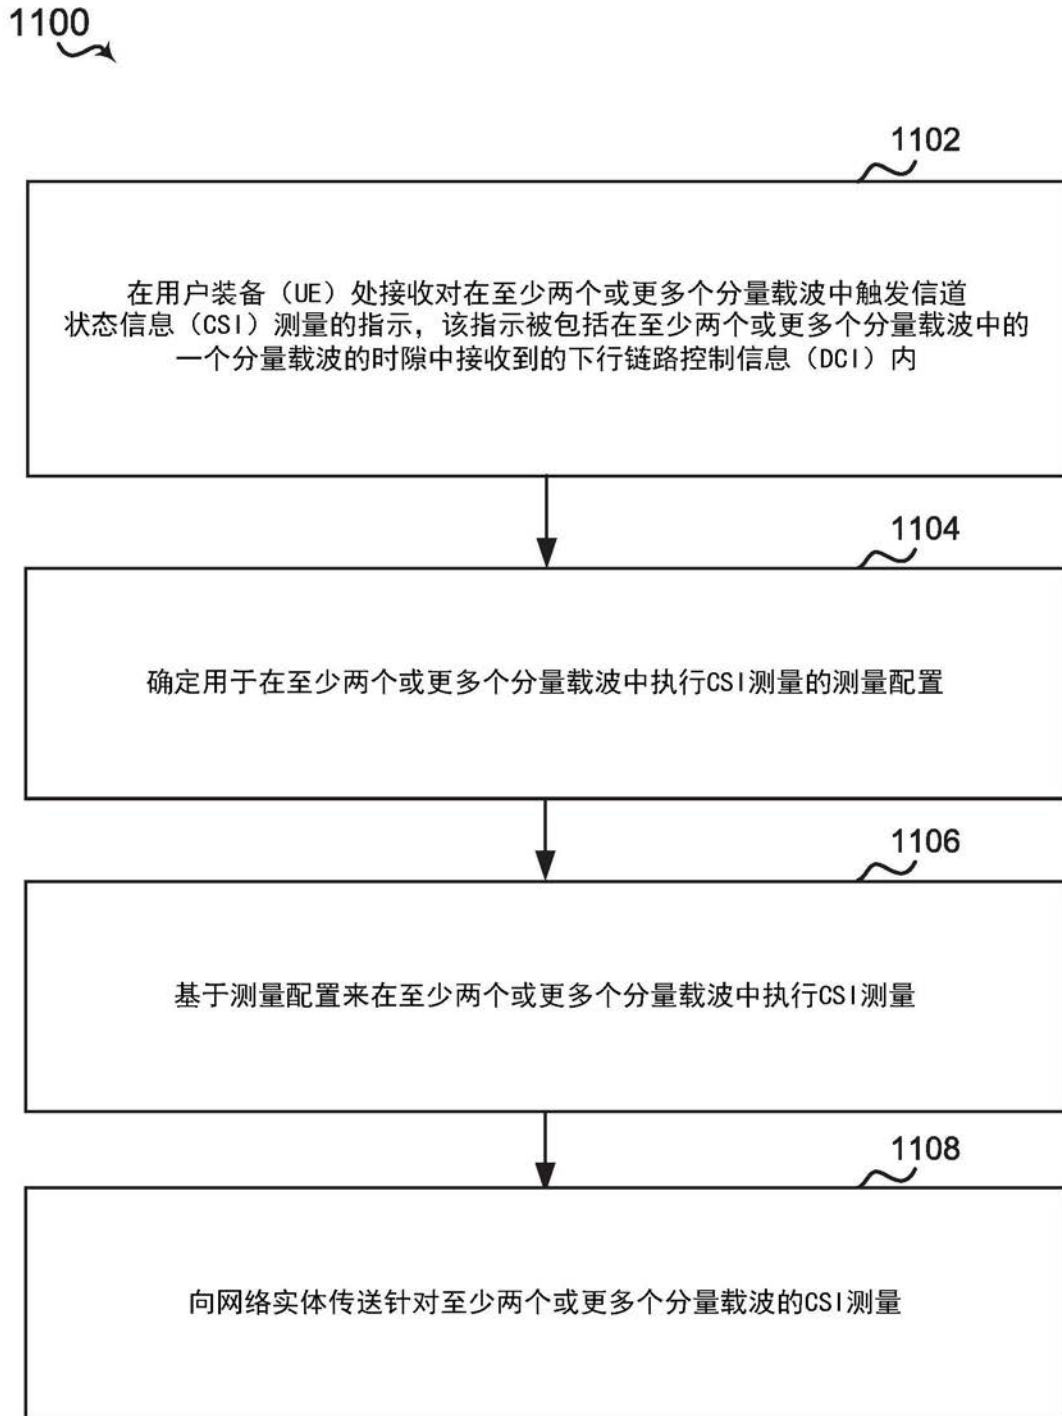 1100
1102
在用户装备（UE）处接收对在至少两个或更多个分量载波中触发信道
状态信息（CSI）测量的指示，该指示被包括在至少两个或更多个分量载波中的
一个分量载波的时隙中接收到的下行链路控制信息（DCI）内
1104
确定用于在至少两个或更多个分量载波中执行CSI测量的测量配置
1106
基于测量配置来在至少两个或更多个分量载波中执行CSI测量
1108
向网络实体传送针对至少两个或更多个分量载波的CSI测量